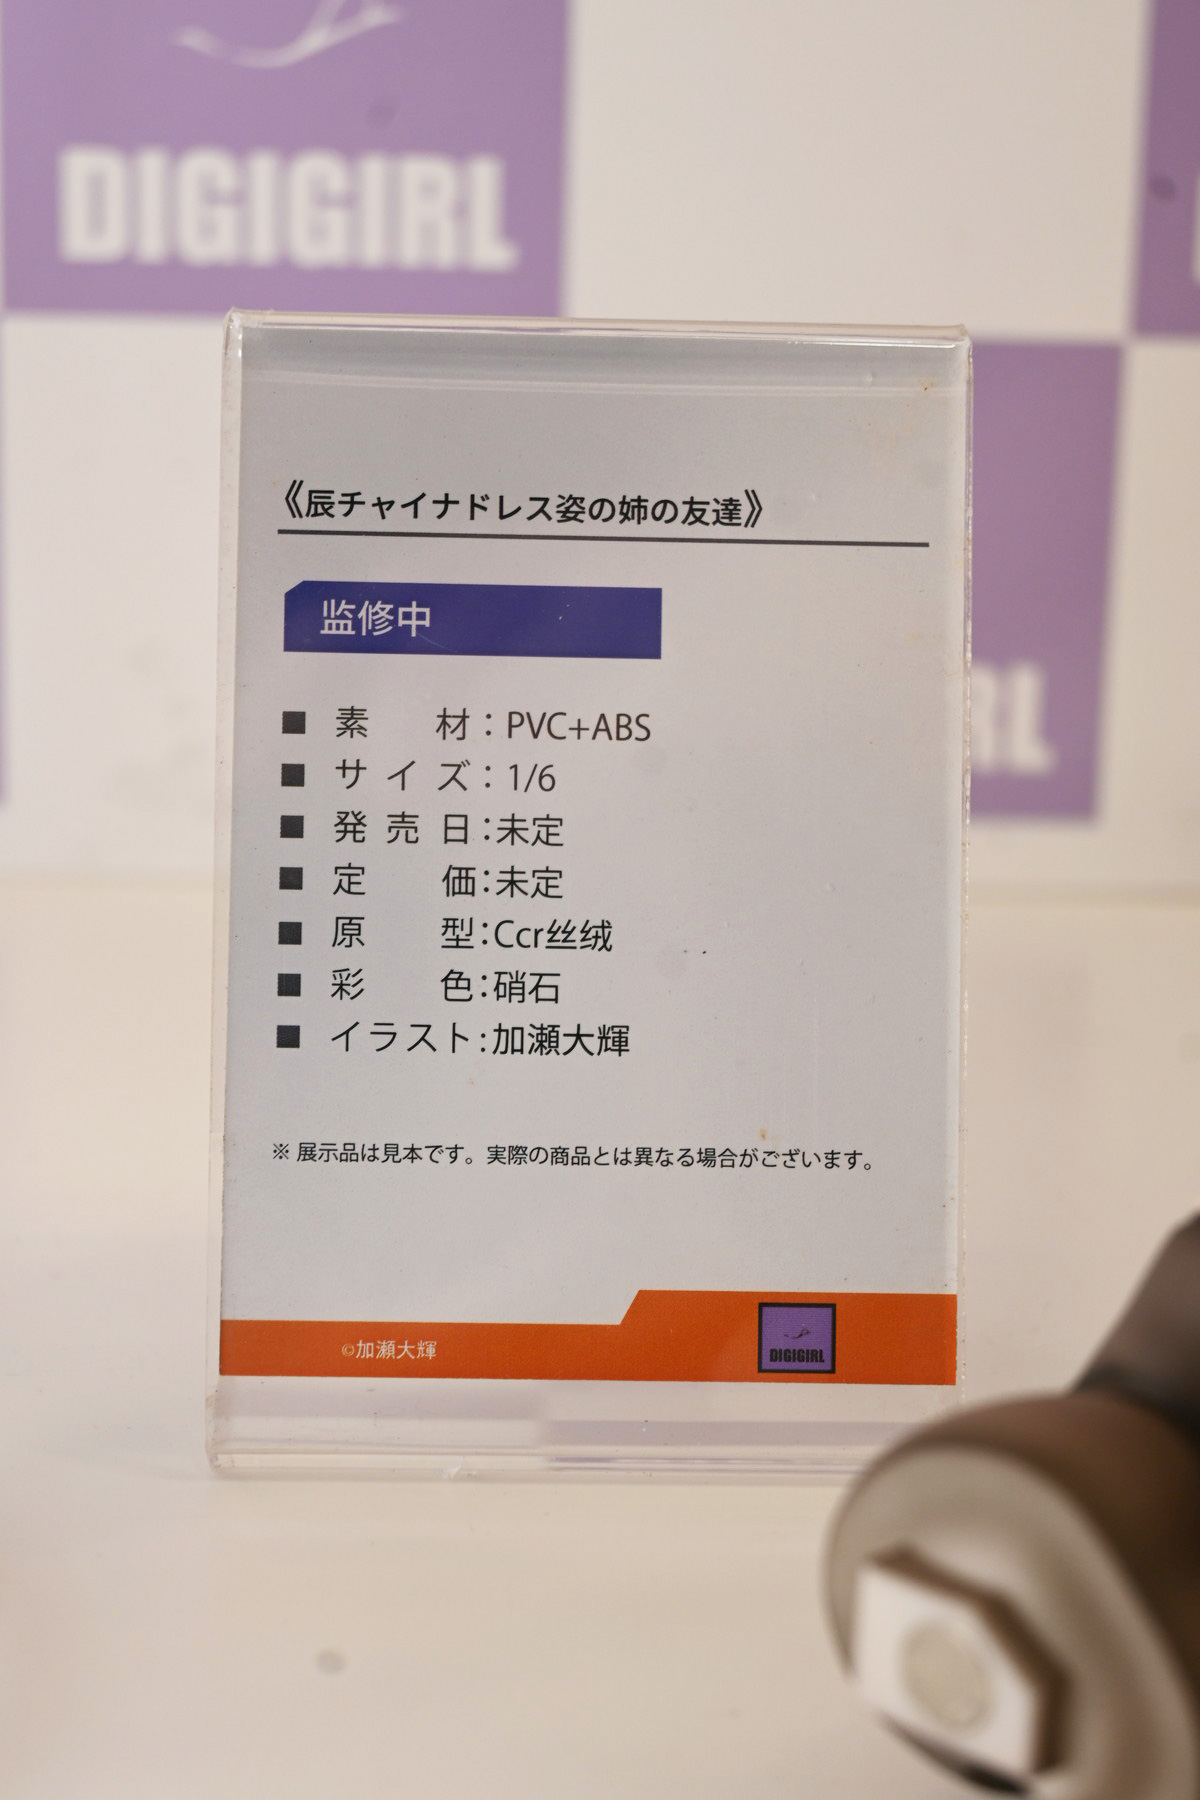 DIGIGIRL
《辰チャイナドレス姿の姉の友達》
监修中
■ 素材：PVC+ABS
■ サイズ：1/6
■ 発売日：未定
■ 定価：未定
■ 原型：Ccr丝绒
■ 彩色：硝石
■ イラスト：加瀬大輝
※ 展示品は見本です。実際の商品とは異なる場合がございます。
©加瀬大輝
DIGIGIRL
RL